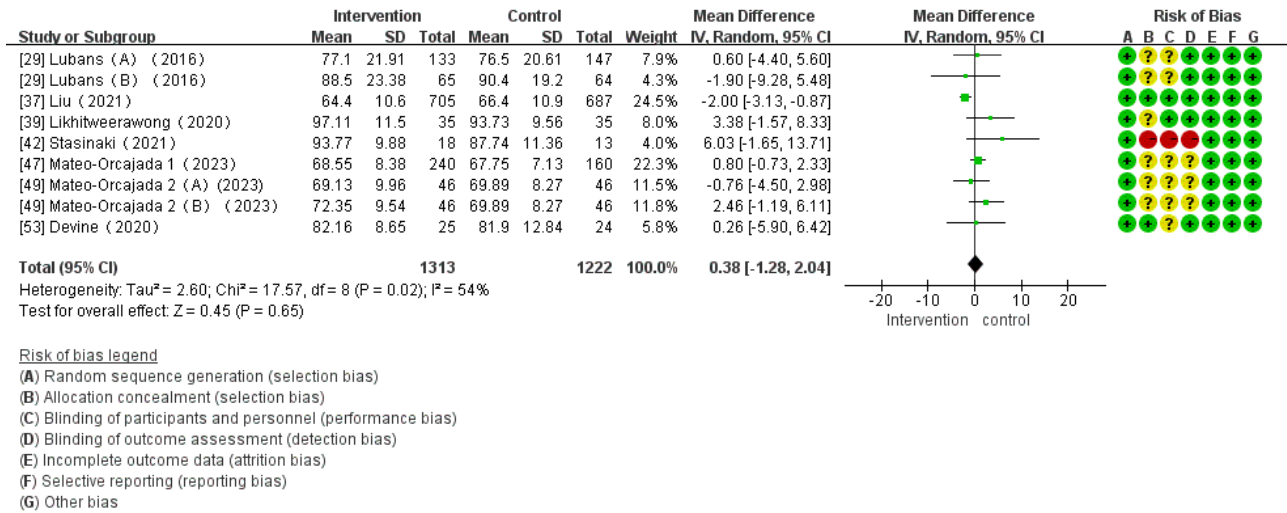 Intervention Control Mean Difference Mean Difference Risk of Bias
Study or Subgroup Mean SD Total Mean SD Total Weight IV, Random, 95% CI IV, Random, 95% CI A B C D E F G
[29] Lubans (A) (2016) 77.1 21.91 133 76.5 20.61 147 7.9% 0.60 [-4.40, 5.60] + ? ? + + + +
[29] Lubans (B) (2016) 88.5 23.38 65 90.4 19.2 64 4.3% -1.90 [-9.28, 5.48] + ? ? + + + +
[37] Liu (2021) 64.4 10.6 705 66.4 10.9 687 24.5% -2.00 [-3.13, -0.87] + + + + + + +
[39] Likhitweerawong (2020) 97.11 11.5 35 93.73 9.56 35 8.0% 3.38 [-1.57, 8.33] + ? + + + + +
[42] Stasinaki (2021) 93.77 9.88 18 87.74 11.36 13 3.9% 6.03 [-1.65, 13.71] + - - - + + +
[47] Mateo-Orcajada 1 (2023) 68.55 8.38 240 67.75 7.13 160 22.3% 0.80 [-0.73, 2.33] + ? ? ? + + +
[49] Mateo-Orcajada 2 (A) (2023) 69.13 9.96 46 69.89 8.27 46 11.5% -0.76 [-4.50, 2.98] + ? ? ? + + +
[49] Mateo-Orcajada 2 (B) (2023) 72.35 9.54 46 69.89 8.27 46 11.8% 2.46 [-1.19, 6.11] + ? ? ? + + +
[53] Devine (2020) 82.16 8.65 25 81.9 12.84 24 5.8% 0.26 [-5.90, 6.42] + + ? + + + +
Total (95% CI) 1313 1222 100.0% 0.38 [-1.28, 2.04]
Heterogeneity: Tau² = 2.60; Chi² = 17.57, df = 8 (P = 0.02); I² = 54%
Test for overall effect: Z = 0.45 (P = 0.65)
-20 -10 0 10 20
Intervention control
Risk of bias legend
(A) Random sequence generation (selection bias)
(B) Allocation concealment (selection bias)
(C) Blinding of participants and personnel (performance bias)
(D) Blinding of outcome assessment (detection bias)
(E) Incomplete outcome data (attrition bias)
(F) Selective reporting (reporting bias)
(G) Other bias